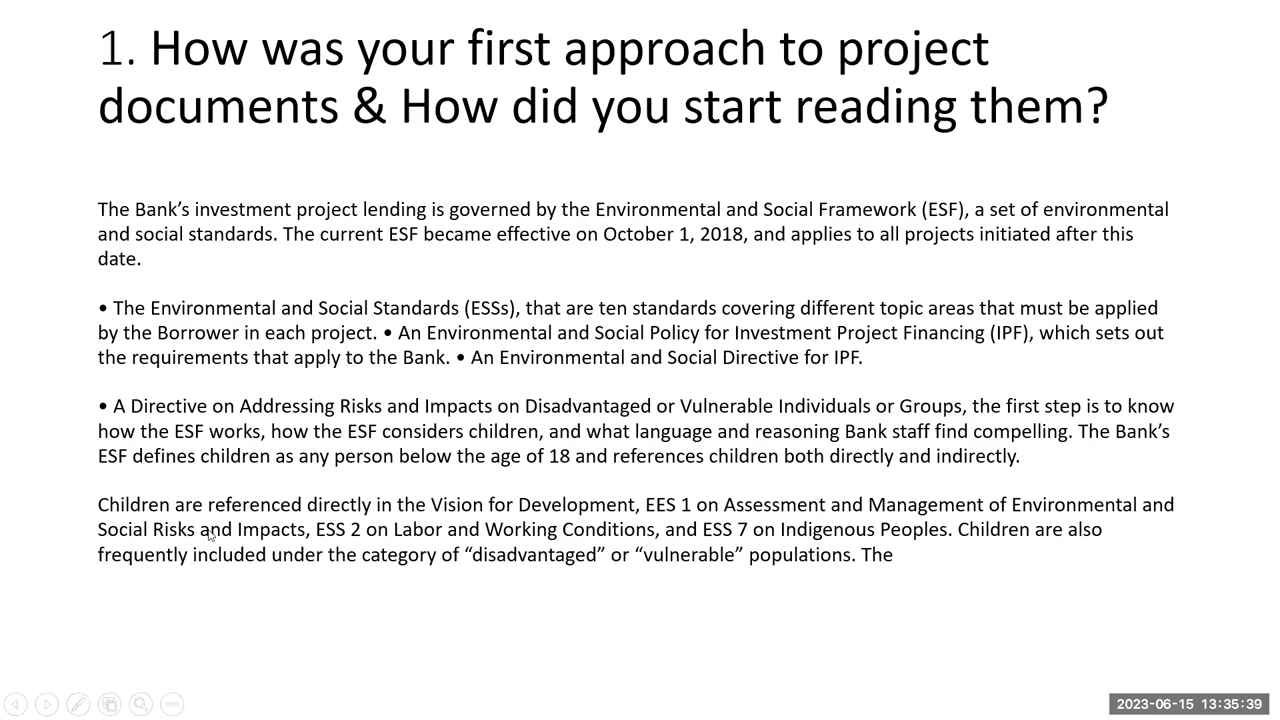 1. How was your first approach to project
documents & How did you start reading them?
The Bank’s investment project lending is governed by the Environmental and Social Framework (ESF), a set of environmental
and social standards. The current ESF became effective on October 1, 2018, and applies to all projects initiated after this
date.
• The Environmental and Social Standards (ESSs), that are ten standards covering different topic areas that must be applied
by the Borrower in each project. • An Environmental and Social Policy for Investment Project Financing (IPF), which sets out
the requirements that apply to the Bank. • An Environmental and Social Directive for IPF.
• A Directive on Addressing Risks and Impacts on Disadvantaged or Vulnerable Individuals or Groups, the first step is to know
how the ESF works, how the ESF considers children, and what language and reasoning Bank staff find compelling. The Bank’s
ESF defines children as any person below the age of 18 and references children both directly and indirectly.
Children are referenced directly in the Vision for Development, EES 1 on Assessment and Management of Environmental and
Social Risks and Impacts, ESS 2 on Labor and Working Conditions, and ESS 7 on Indigenous Peoples. Children are also
frequently included under the category of “disadvantaged” or “vulnerable” populations. The
2023-06-15 13:35:39